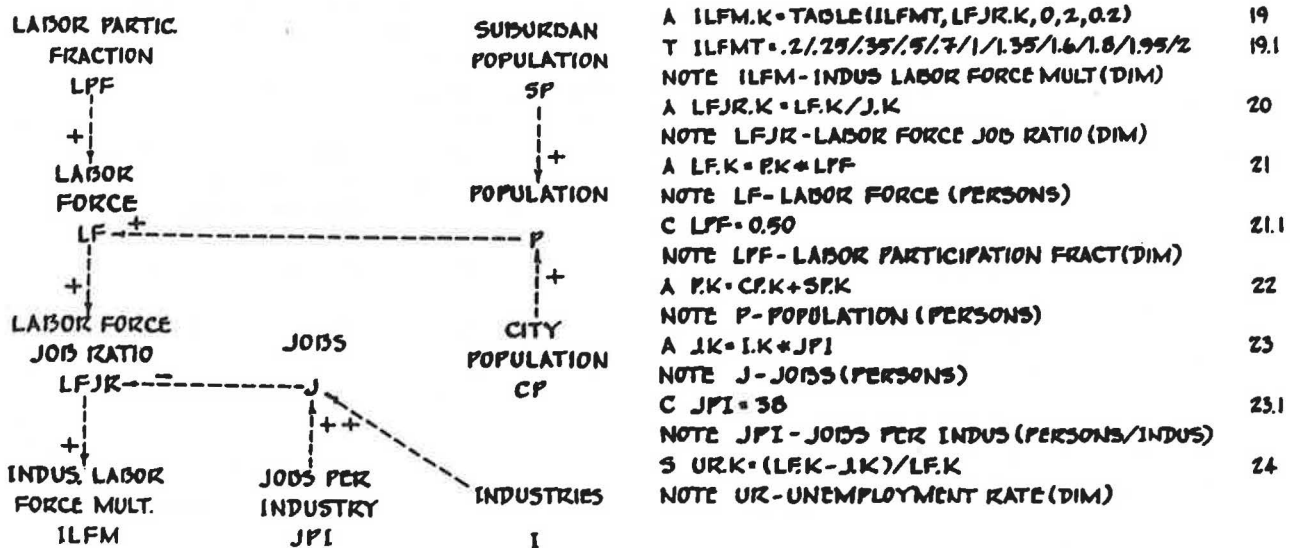 LABOR PARTIC.
FRACTION
LPF
+
LABOR
FORCE
LF
+
+
LABOR FORCE
JOB RATIO
LFJR
-
+
INDUS. LABOR
FORCE MULT.
ILFM
JOBS
J
+ +
JOBS PER
INDUSTRY
JPI
SUBURBAN
POPULATION
SP
+
POPULATION
P
+
CITY
POPULATION
CP
INDUSTRIES
I
A ILFM.K=TABLE(ILFMT,LFJR.K,0,2,0.2) 19
T ILFMT=.2/.25/.35/.5/.7/1/1.35/1.6/1.8/1.95/2 19.1
NOTE ILFM-INDUS LABOR FORCE MULT(DIM)
A LFJR.K=LF.K/J.K 20
NOTE LFJR-LABOR FORCE JOB RATIO(DIM)
A LF.K=P.K*LPF 21
NOTE LF-LABOR FORCE (PERSONS)
C LPF=0.50 21.1
NOTE LPF-LABOR PARTICIPATION FRACT(DIM)
A P.K=CP.K+SP.K 22
NOTE P-POPULATION (PERSONS)
A J.K=I.K*JPI 23
NOTE J-JOBS(PERSONS)
C JPI=38 23.1
NOTE JPI-JOBS PER INDUS(PERSONS/INDUS)
S UR.K=(LF.K-J.K)/LF.K 24
NOTE UR-UNEMPLOYMENT RATE(DIM)